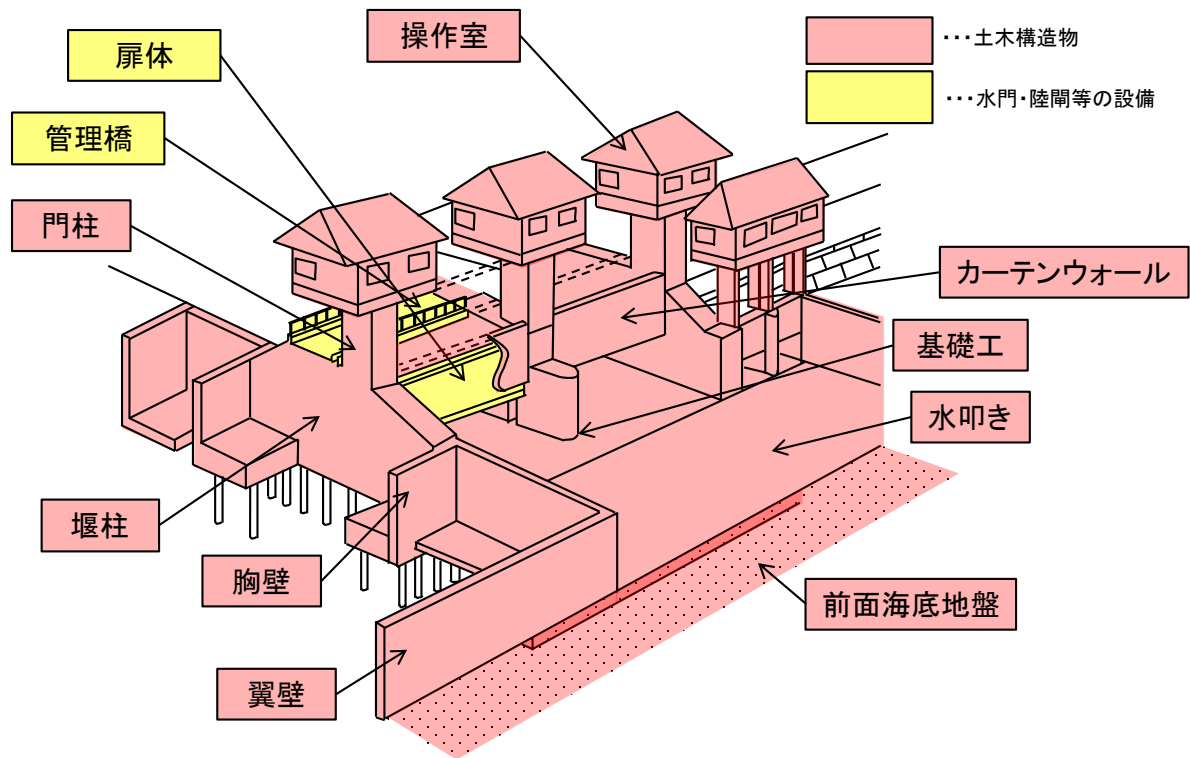 操作室
・・・土木構造物
扉体
・・・水門・陸閘等の設備
管理橋
門柱
カーテンウォール
基礎工
水叩き
堰柱
胸壁
前面海底地盤
翼壁